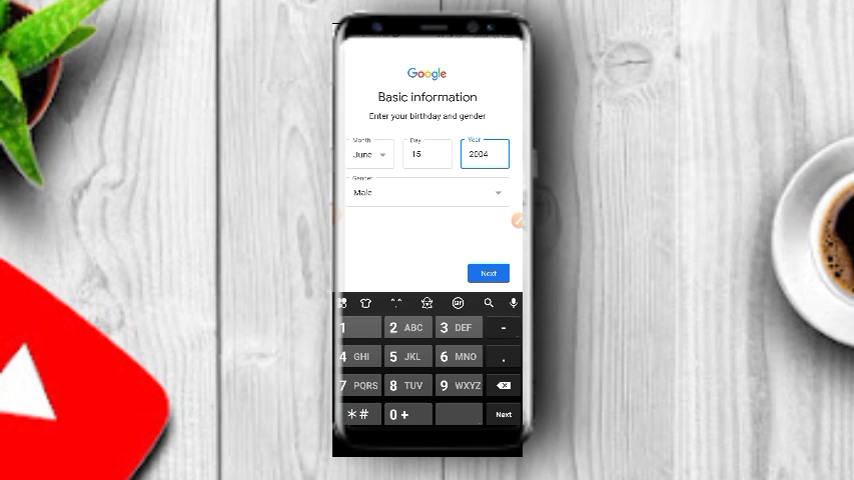 Google
Basic information
Enter your birthday and gender
Month Day Year
June 15 2004
Gender
Male
Next
GIF
1 2 ABC 3 DEF -
4 GHI 5 JKL 6 MNO .
7 PQRS 8 TUV 9 WXYZ
*# 0 + Next